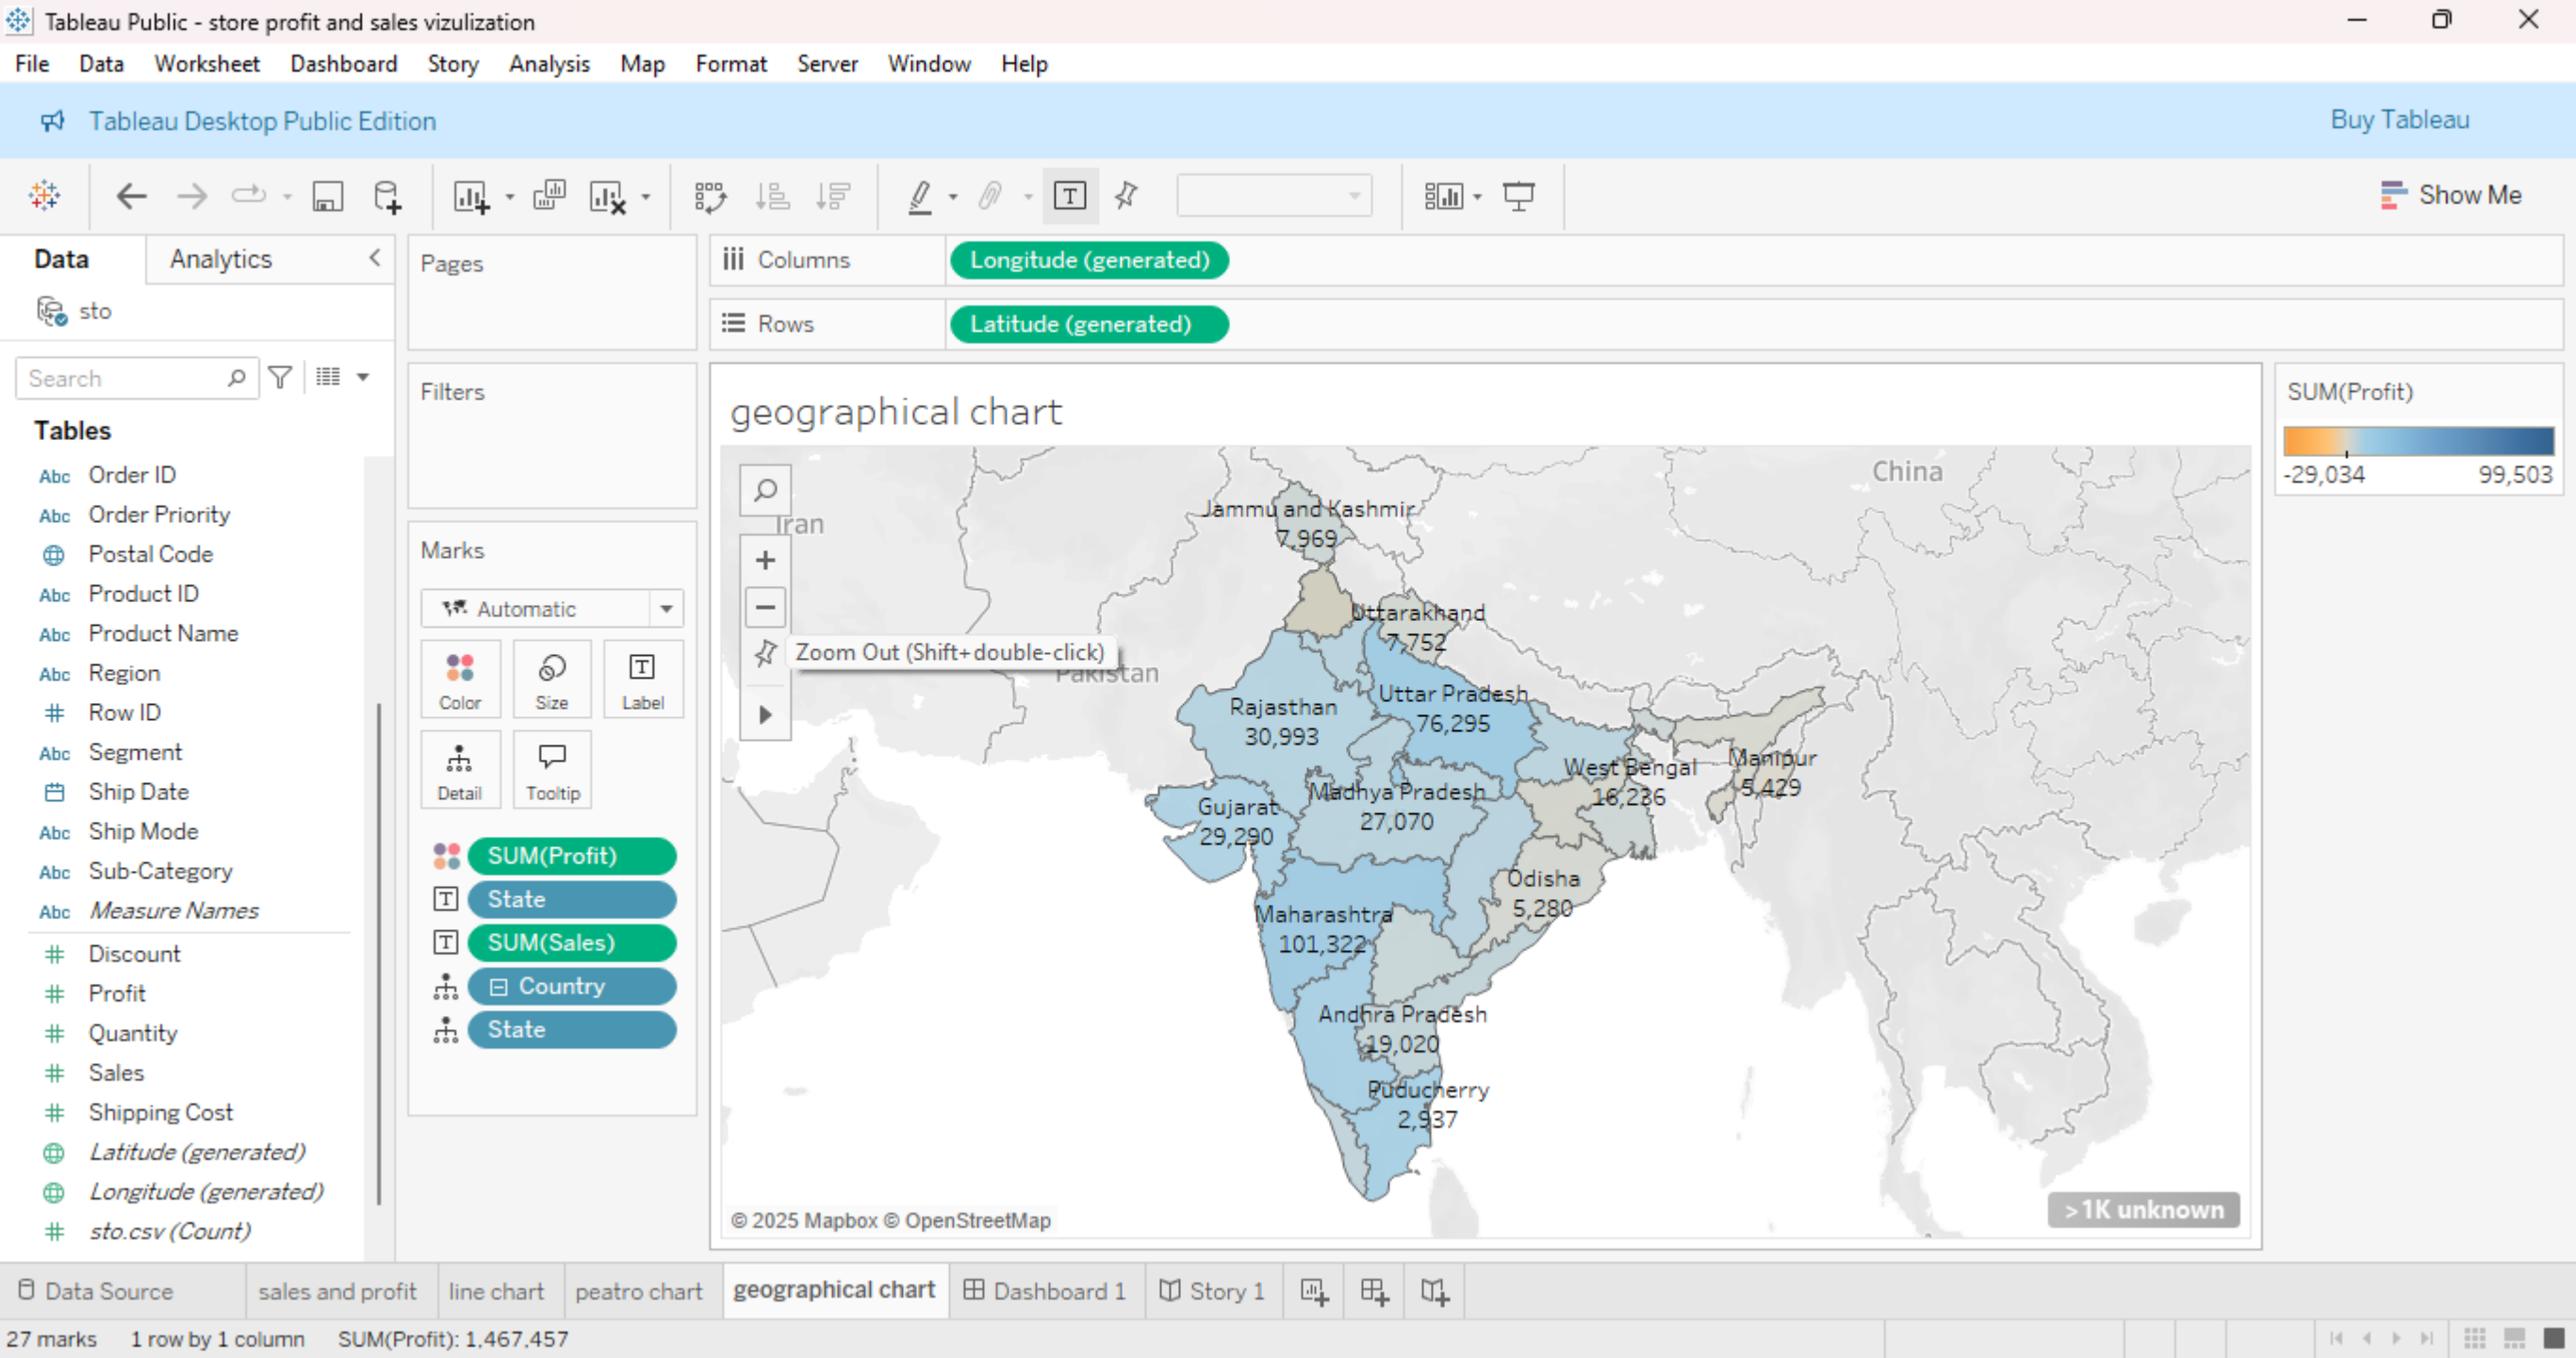 Tableau Public - store profit and sales vizulization
File Data Worksheet Dashboard Story Analysis Map Format Server Window Help
Tableau Desktop Public Edition
Buy Tableau
Show Me
Data
Analytics
sto
Search
Tables
Abc Order ID
Abc Order Priority
Postal Code
Abc Product ID
Abc Product Name
Abc Region
# Row ID
Abc Segment
Ship Date
Abc Ship Mode
Abc Sub-Category
Abc Measure Names
# Discount
# Profit
# Quantity
# Sales
# Shipping Cost
Latitude (generated)
Longitude (generated)
# sto.csv (Count)
Pages
Filters
Marks
Automatic
Color
Size
Label
Detail
Tooltip
SUM(Profit)
State
SUM(Sales)
Country
State
Columns
Longitude (generated)
Rows
Latitude (generated)
geographical chart
China
Iran
Jammu and Kashmir
7,969
Uttarakhand
7,752
Zoom Out (Shift+double-click)
Pakistan
Uttar Pradesh
76,295
Rajasthan
30,993
Manipur
5,429
West Bengal
16,236
Madhya Pradesh
27,070
Gujarat
29,290
Odisha
5,280
Maharashtra
101,322
Andhra Pradesh
19,020
Puducherry
2,937
© 2025 Mapbox © OpenStreetMap
>1K unknown
SUM(Profit)
-29,034
99,503
Data Source
sales and profit
line chart
peatro chart
geographical chart
Dashboard 1
Story 1
27 marks
1 row by 1 column
SUM(Profit): 1,467,457